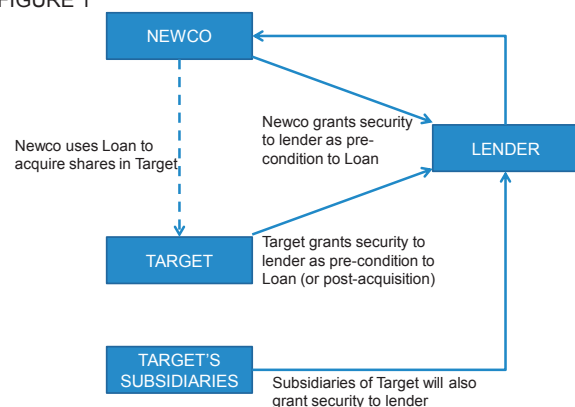 FIGURE 1
NEWCO
Newco uses Loan to
acquire shares in Target
Newco grants security
to lender as pre-
condition to Loan
LENDER
TARGET
Target grants security to
lender as pre-condition to
Loan (or post-acquisition)
TARGET'S
SUBSIDIARIES
Subsidiaries of Target will also
grant security to lender